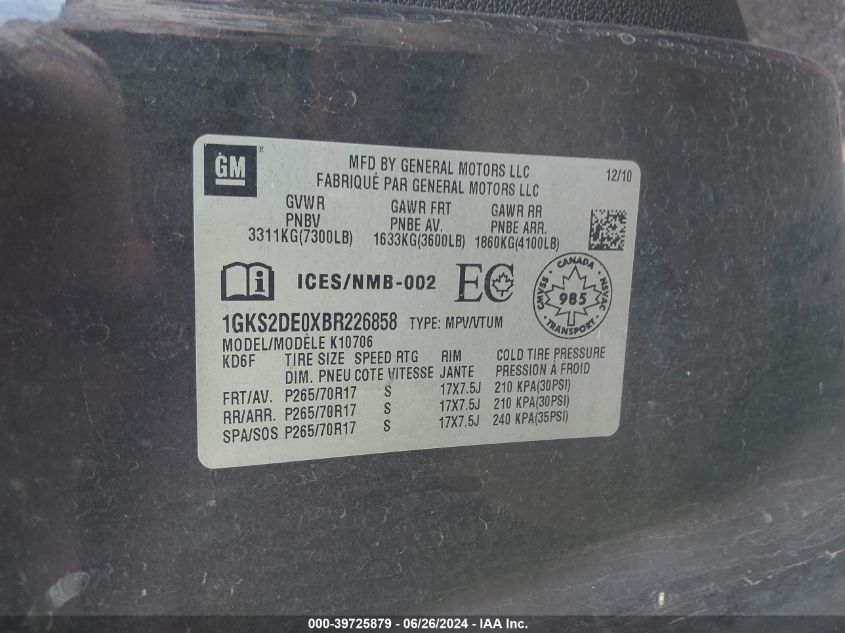 GM®
MFD BY GENERAL MOTORS LLC 12/10
FABRIQUÉ PAR GENERAL MOTORS LLC
GVWR GAWR FRT GAWR RR
PNBV PNBE AV. PNBE ARR.
3311KG(7300LB) 1633KG(3600LB) 1860KG(4100LB)
i ICES/NMB-002 EC
CANADA
CMVSS 985 NSVAC
TRANSPORT
1GKS2DE0XBR226858 TYPE: MPV/VTUM
MODEL/MODÈLE K10706
KD6F TIRE SIZE SPEED RTG RIM COLD TIRE PRESSURE
DIM. PNEU COTE VITESSE JANTE PRESSION À FROID
FRT/AV. P265/70R17 S 17X7.5J 210 KPA(30PSI)
RR/ARR. P265/70R17 S 17X7.5J 210 KPA(30PSI)
SPA/SOS P265/70R17 S 17X7.5J 240 KPA(35PSI)
000-39725879 / 06/26/2024 - IAA Inc.